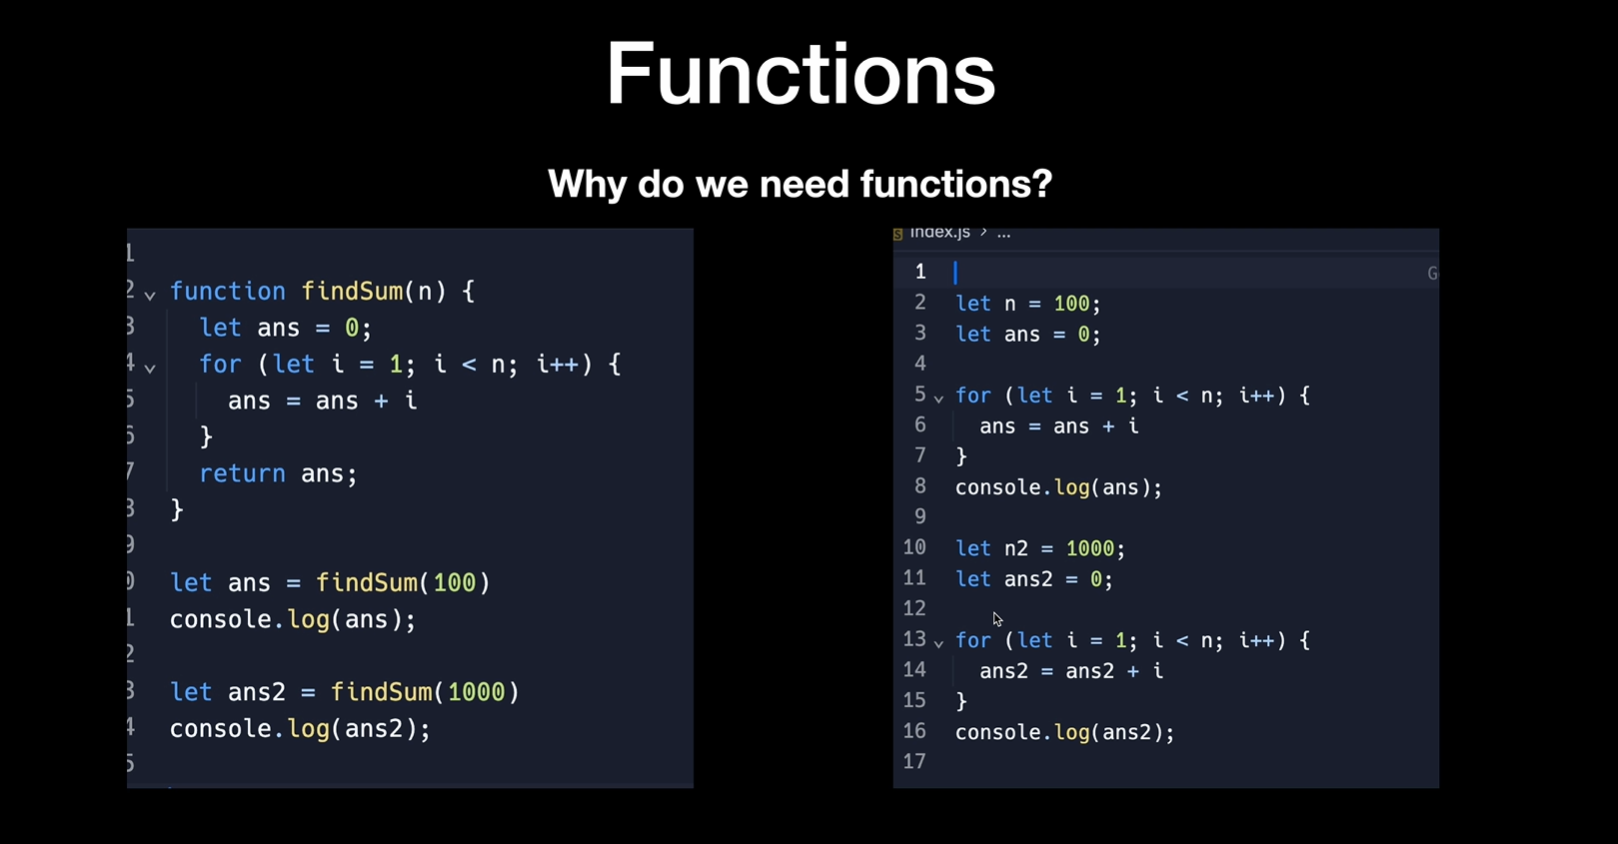 Functions
Why do we need functions?
1
2 function findSum(n) {
3 let ans = 0;
4 for (let i = 1; i < n; i++) {
5 ans = ans + i
6 }
7 return ans;
8 }
9
0 let ans = findSum(100)
1 console.log(ans);
2
3 let ans2 = findSum(1000)
4 console.log(ans2);
5
index.js > ...
1 G
2 let n = 100;
3 let ans = 0;
4
5 for (let i = 1; i < n; i++) {
6 ans = ans + i
7 }
8 console.log(ans);
9
10 let n2 = 1000;
11 let ans2 = 0;
12
13 for (let i = 1; i < n; i++) {
14 ans2 = ans2 + i
15 }
16 console.log(ans2);
17